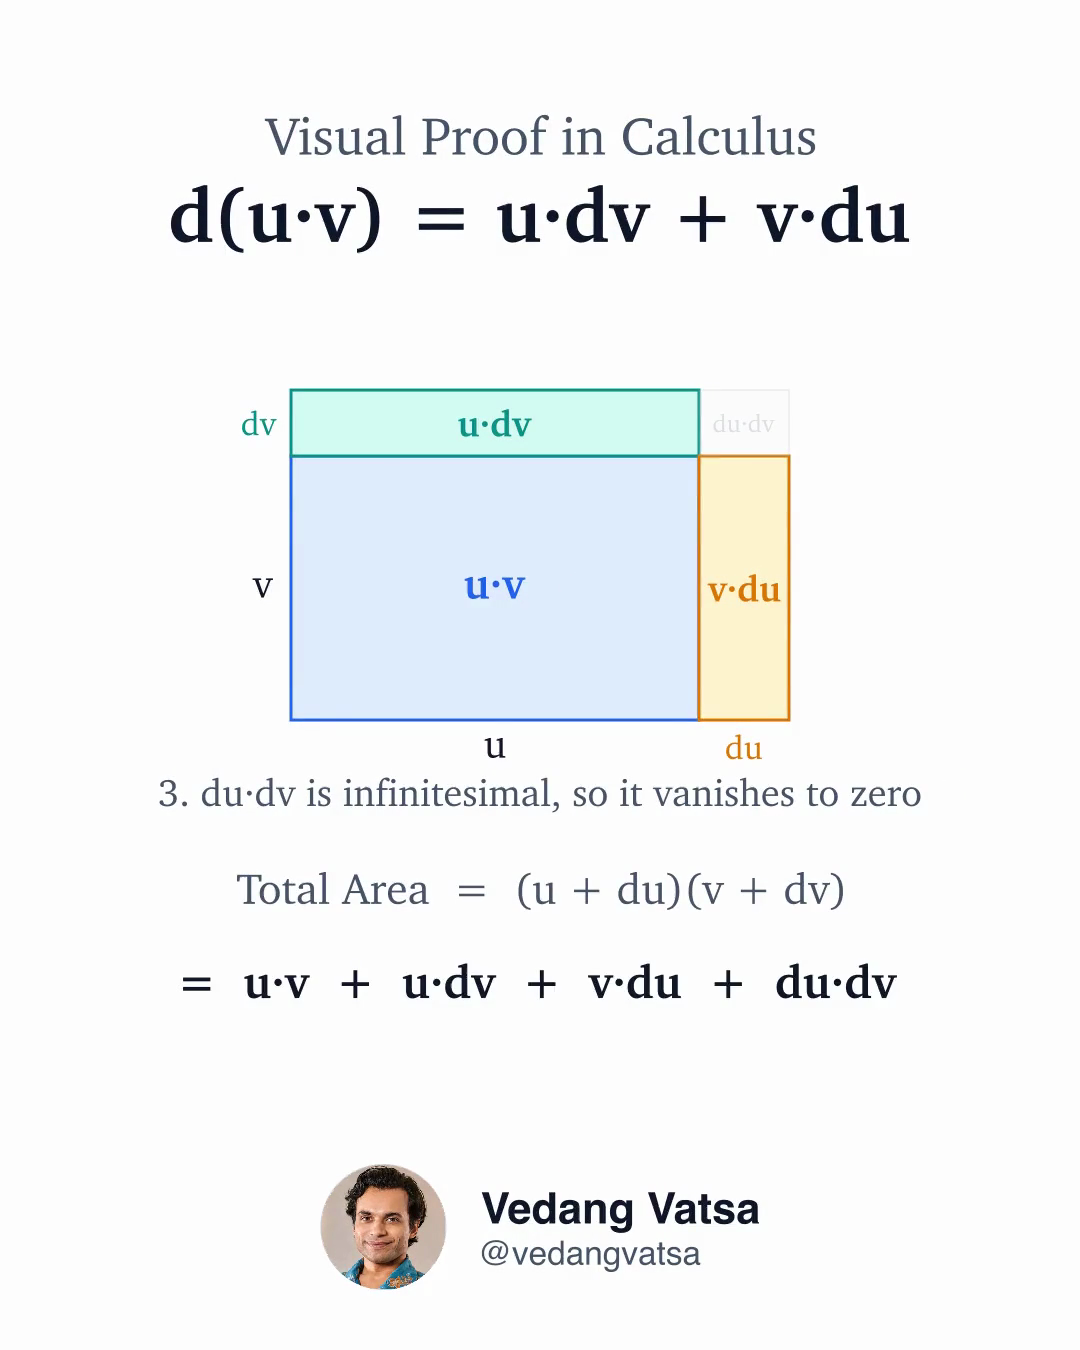 Visual Proof in Calculus
d(u·v) = u·dv + v·du
dv
u·dv
du·dv
v
u·v
v·du
u
du
3. du·dv is infinitesimal, so it vanishes to zero
Total Area = (u + du)(v + dv)
= u·v + u·dv + v·du + du·dv
Vedang Vatsa
@vedangvatsa